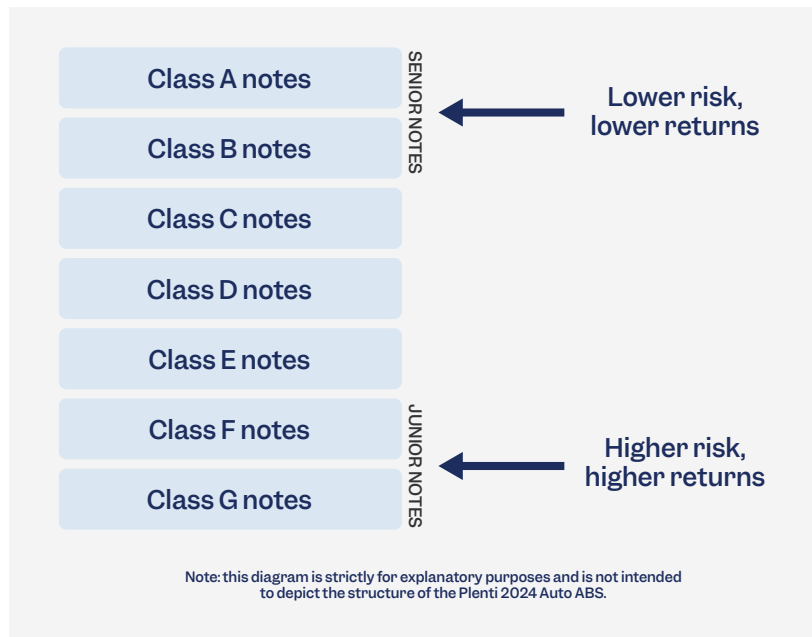 Class A notes
Class B notes
SENIOR NOTES
Lower risk,
lower returns
Class C notes
Class D notes
Class E notes
Class F notes
Class G notes
JUNIOR NOTES
Higher risk,
higher returns
Note: this diagram is strictly for explanatory purposes and is not intended
to depict the structure of the Plenti 2024 Auto ABS.